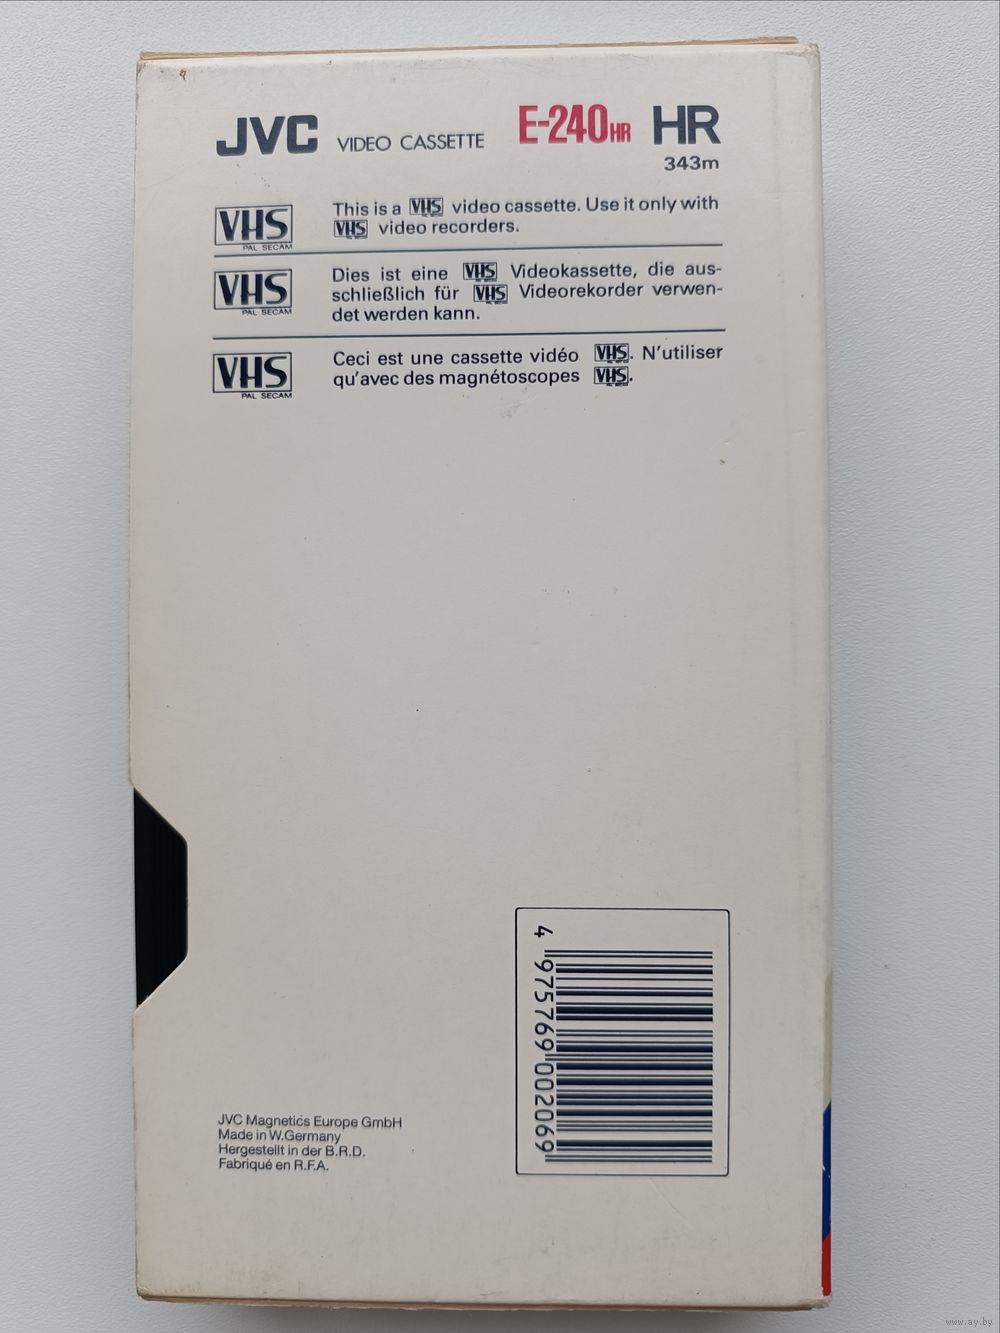 JVC VIDEO CASSETTE E-240HR HR
343m
VHS
PAL SECAM
This is a VHS video cassette. Use it only with
VHS video recorders.
VHS
PAL SECAM
Dies ist eine VHS Videokassette, die aus-
schließlich für VHS Videorekorder verwen-
det werden kann.
VHS
PAL SECAM
Ceci est une cassette vidéo VHS. N'utiliser
qu'avec des magnétoscopes VHS.
4 975769 002069
JVC Magnetics Europe GmbH
Made in W.Germany
Hergestellt in der B.R.D.
Fabriqué en R.F.A.
www.ay.by